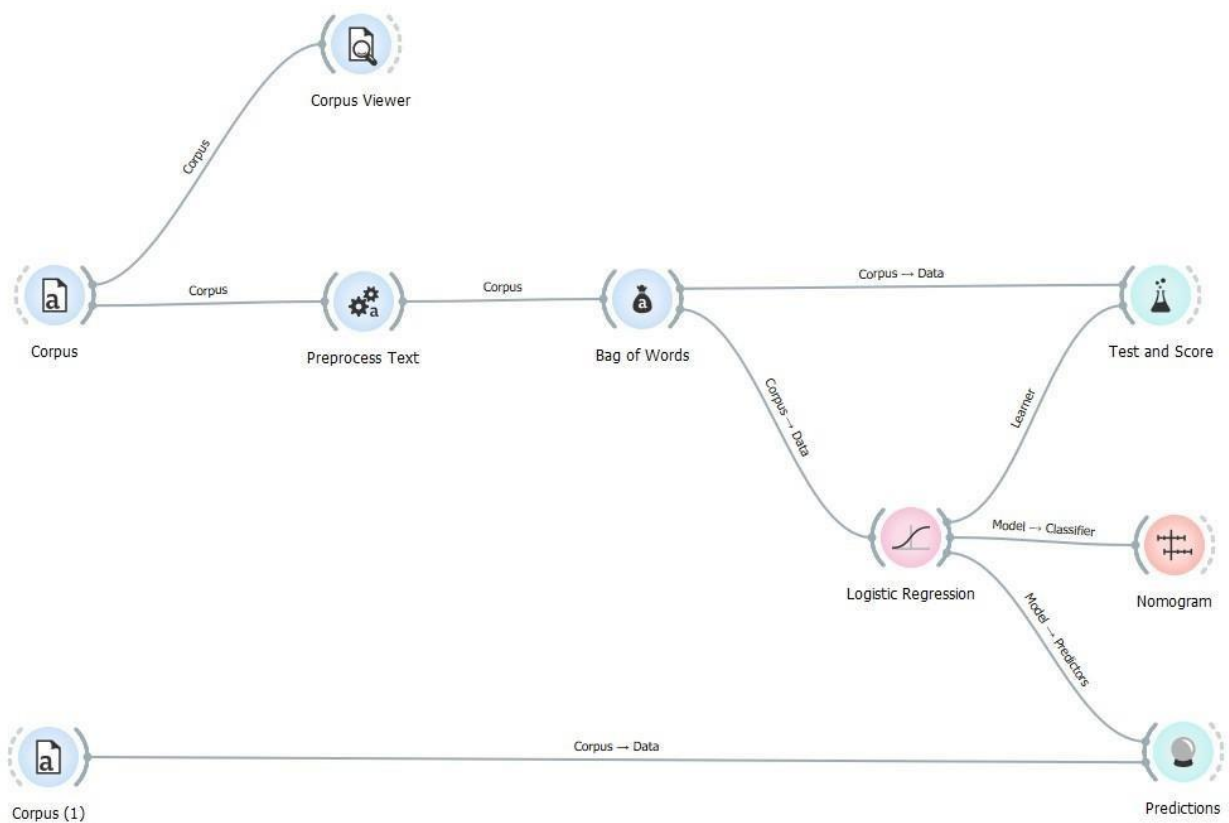 Corpus Viewer
Corpus
Corpus
Corpus
Corpus → Data
Corpus
Preprocess Text
Bag of Words
Test and Score
Corpus → Data
Learner
Model → Classifier
Logistic Regression
Nomogram
Model → Predictors
Corpus → Data
Corpus (1)
Predictions
a
a
a
a